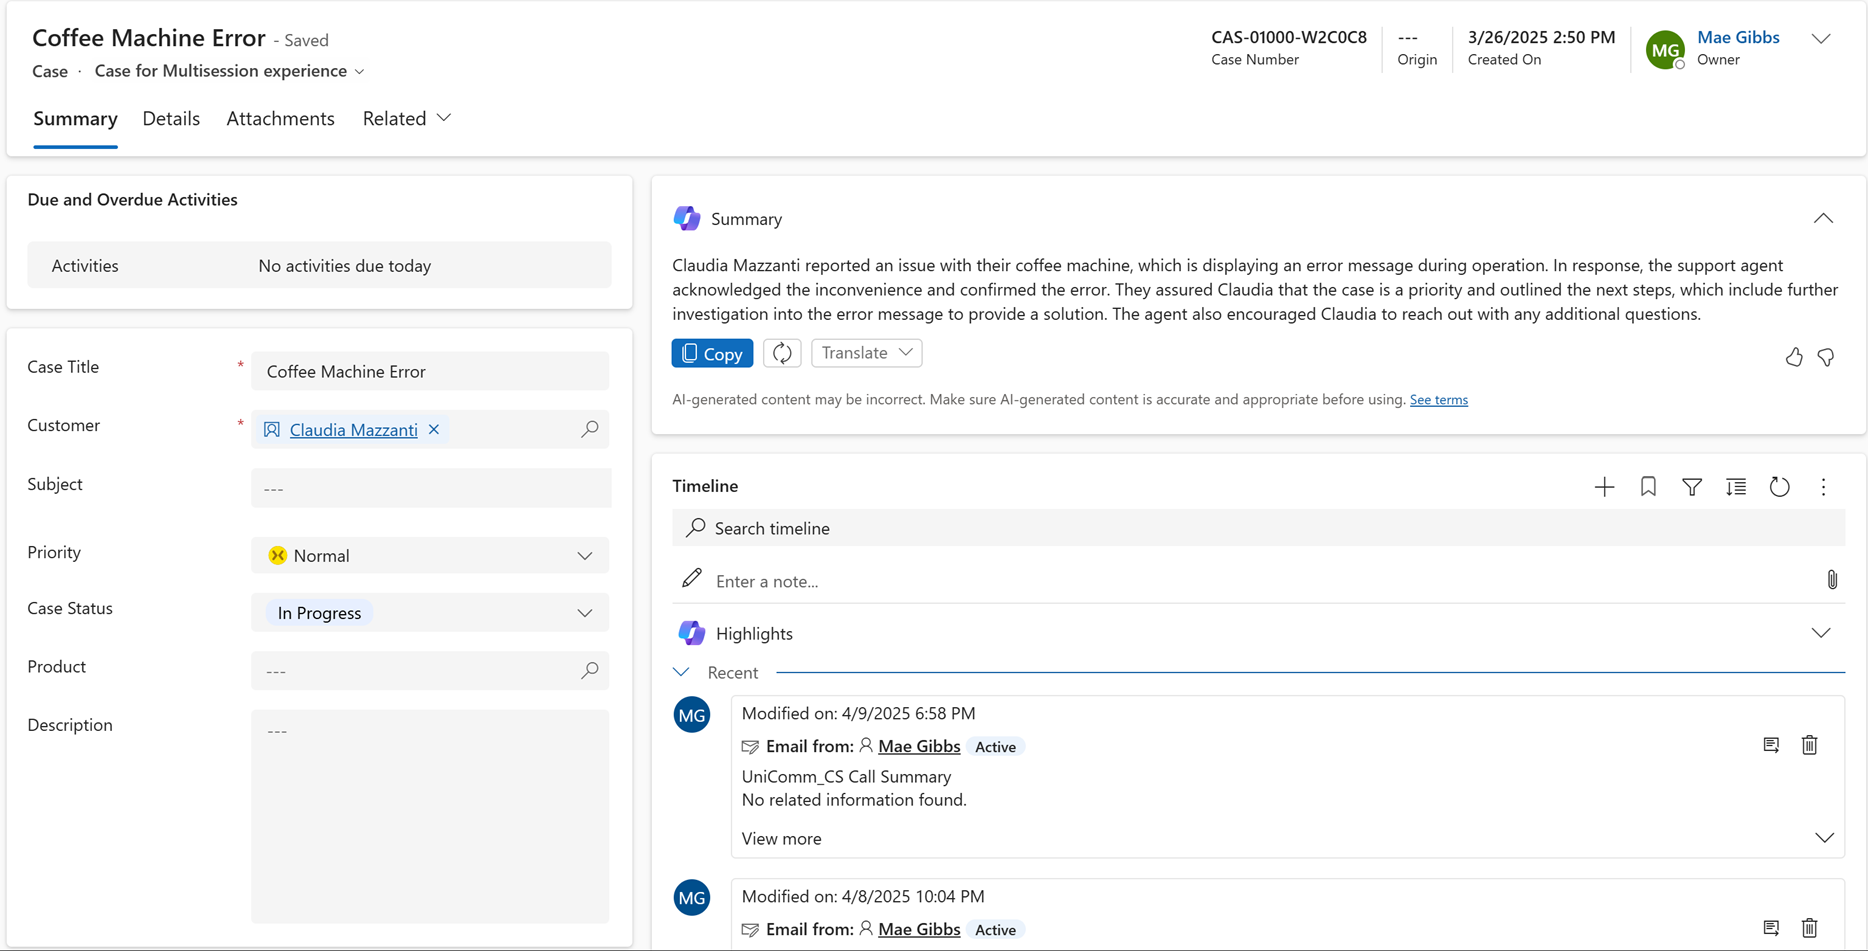 Coffee Machine Error - Saved
Case · Case for Multisession experience
CAS-01000-W2C0C8
Case Number
---
Origin
3/26/2025 2:50 PM
Created On
MG
Mae Gibbs
Owner
Summary Details Attachments Related
Due and Overdue Activities
Activities No activities due today
Case Title * Coffee Machine Error
Customer * Claudia Mazzanti
Subject ---
Priority Normal
Case Status In Progress
Product ---
Description ---
Summary
Claudia Mazzanti reported an issue with their coffee machine, which is displaying an error message during operation. In response, the support agent
acknowledged the inconvenience and confirmed the error. They assured Claudia that the case is a priority and outlined the next steps, which include further
investigation into the error message to provide a solution. The agent also encouraged Claudia to reach out with any additional questions.
Copy Translate
AI-generated content may be incorrect. Make sure AI-generated content is accurate and appropriate before using. See terms
Timeline
Search timeline
Enter a note...
Highlights
Recent
MG
Modified on: 4/9/2025 6:58 PM
Email from: Mae Gibbs Active
UniComm_CS Call Summary
No related information found.
View more
MG
Modified on: 4/8/2025 10:04 PM
Email from: Mae Gibbs Active